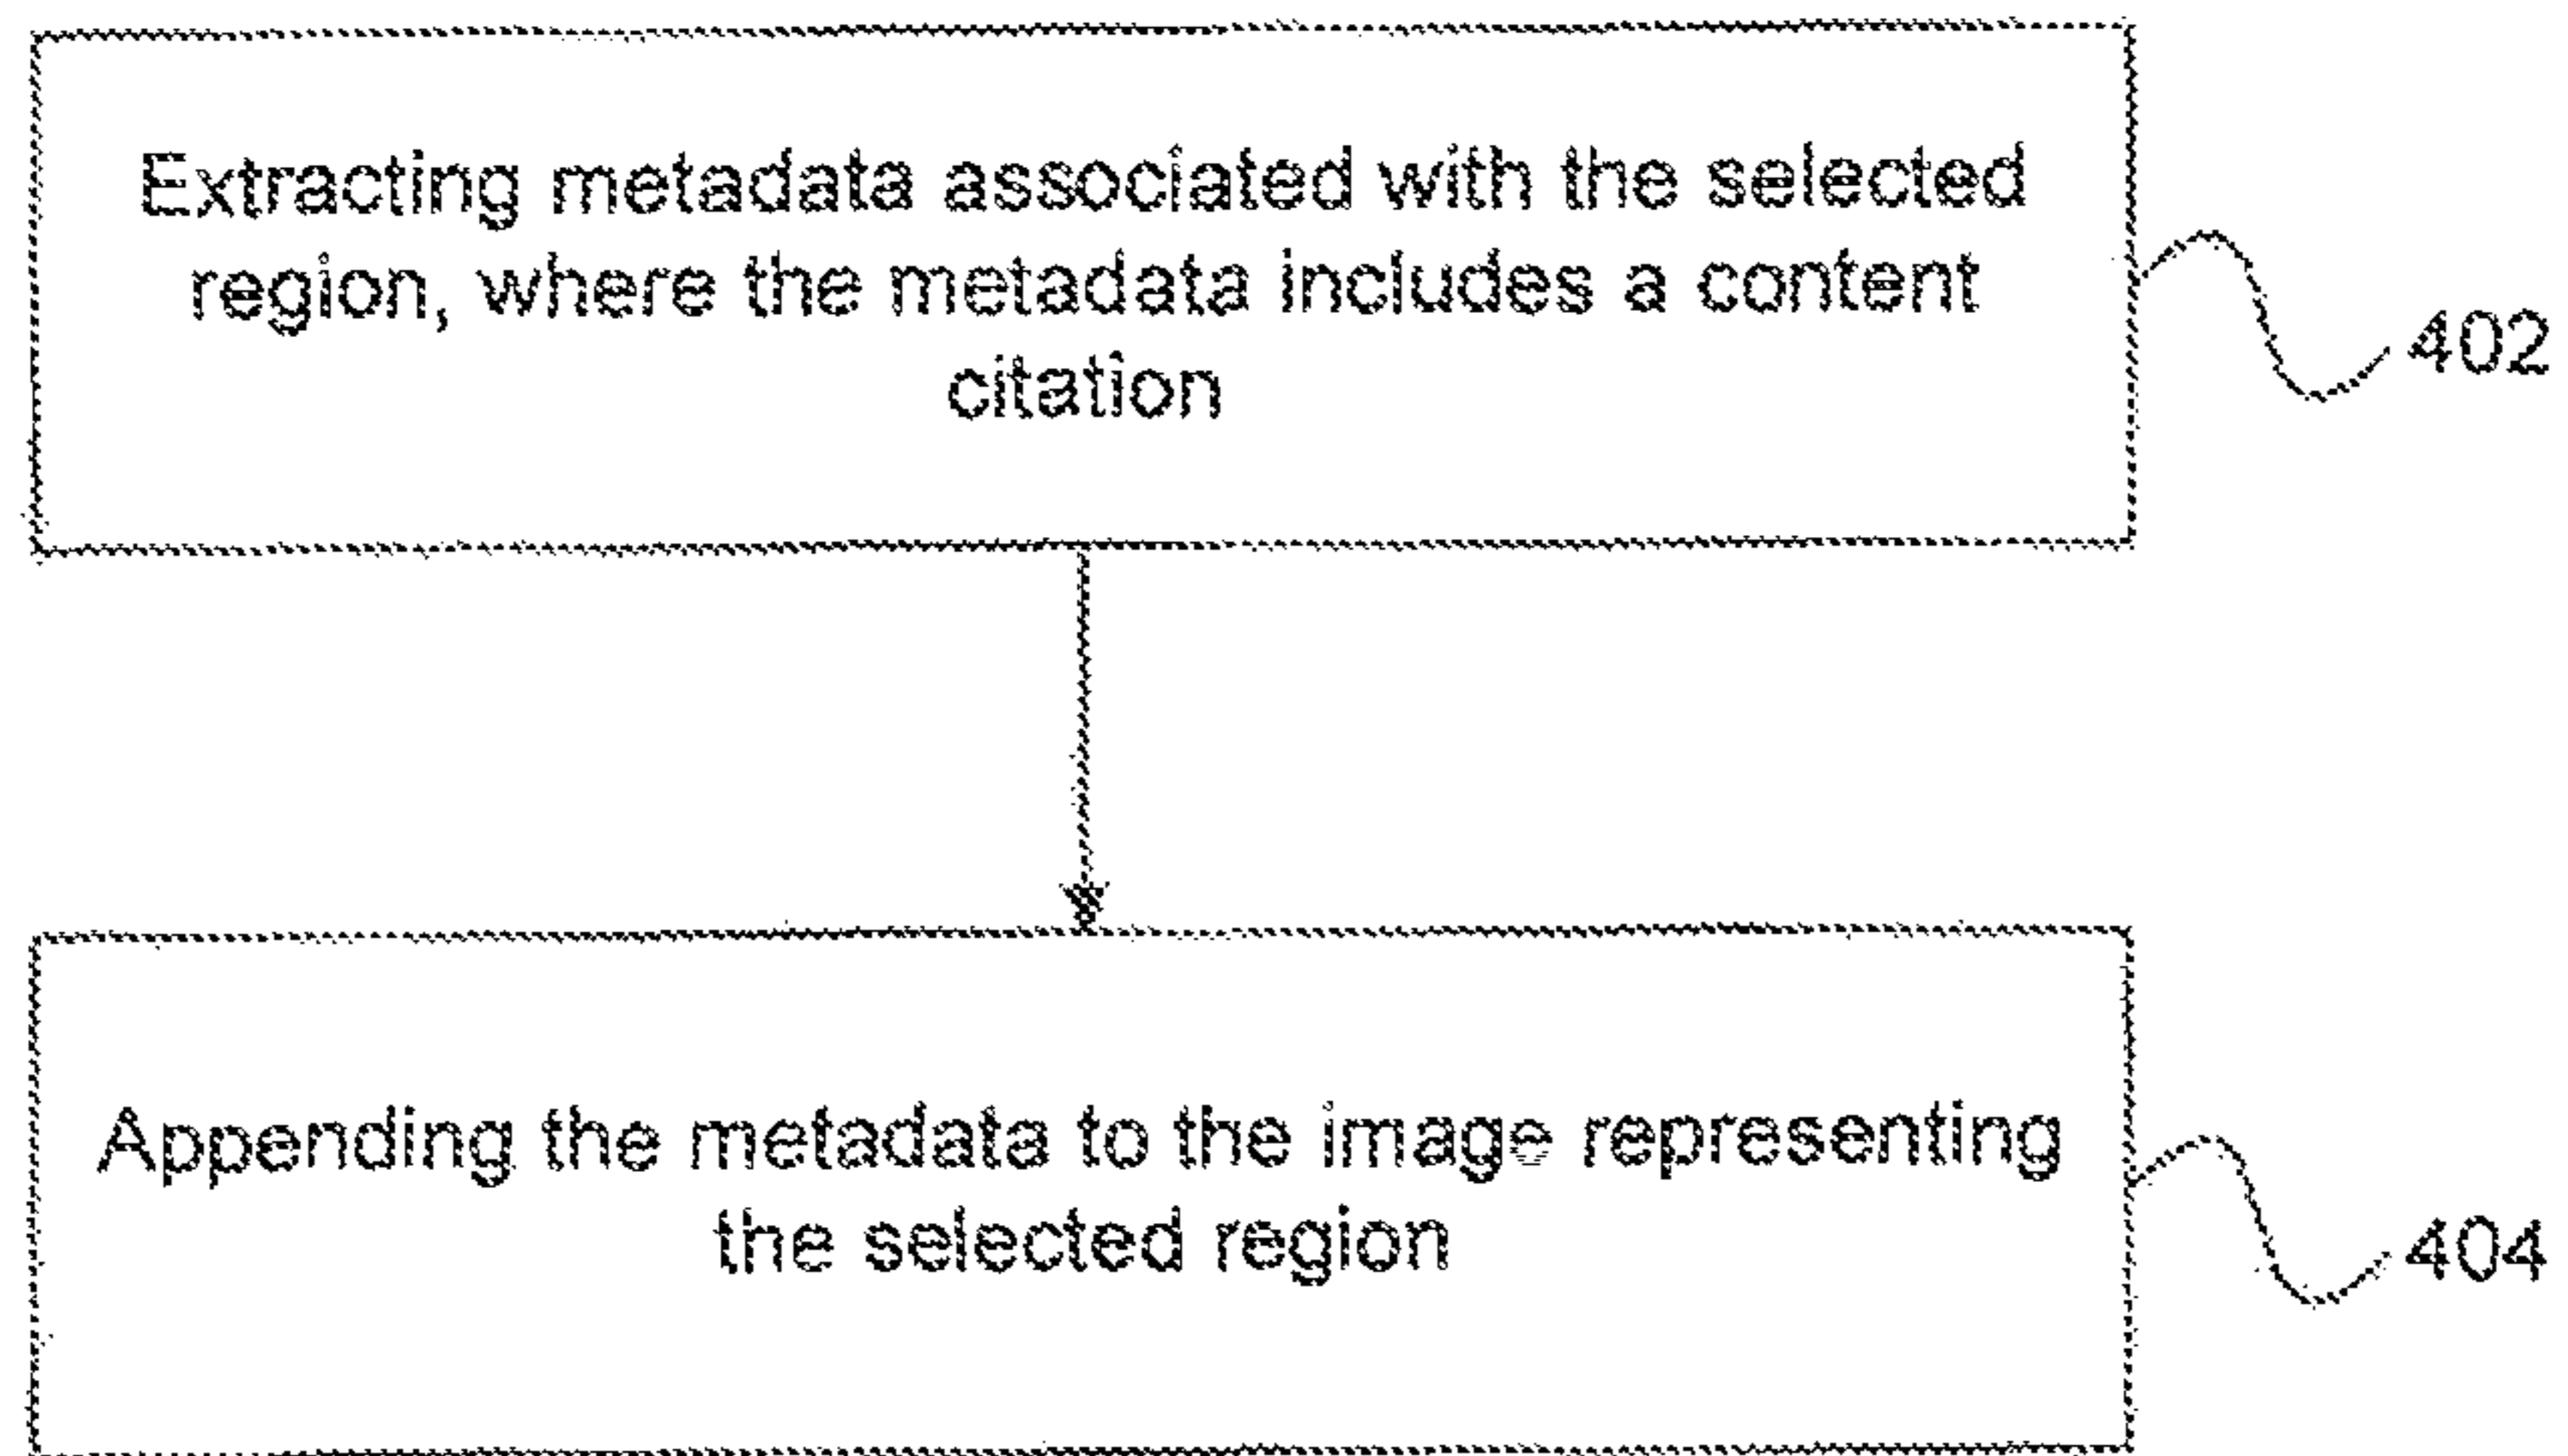 Extracting metadata associated with the selected
region, where the metadata includes a content
citation
402
Appending the metadata to the image representing
the selected region
404